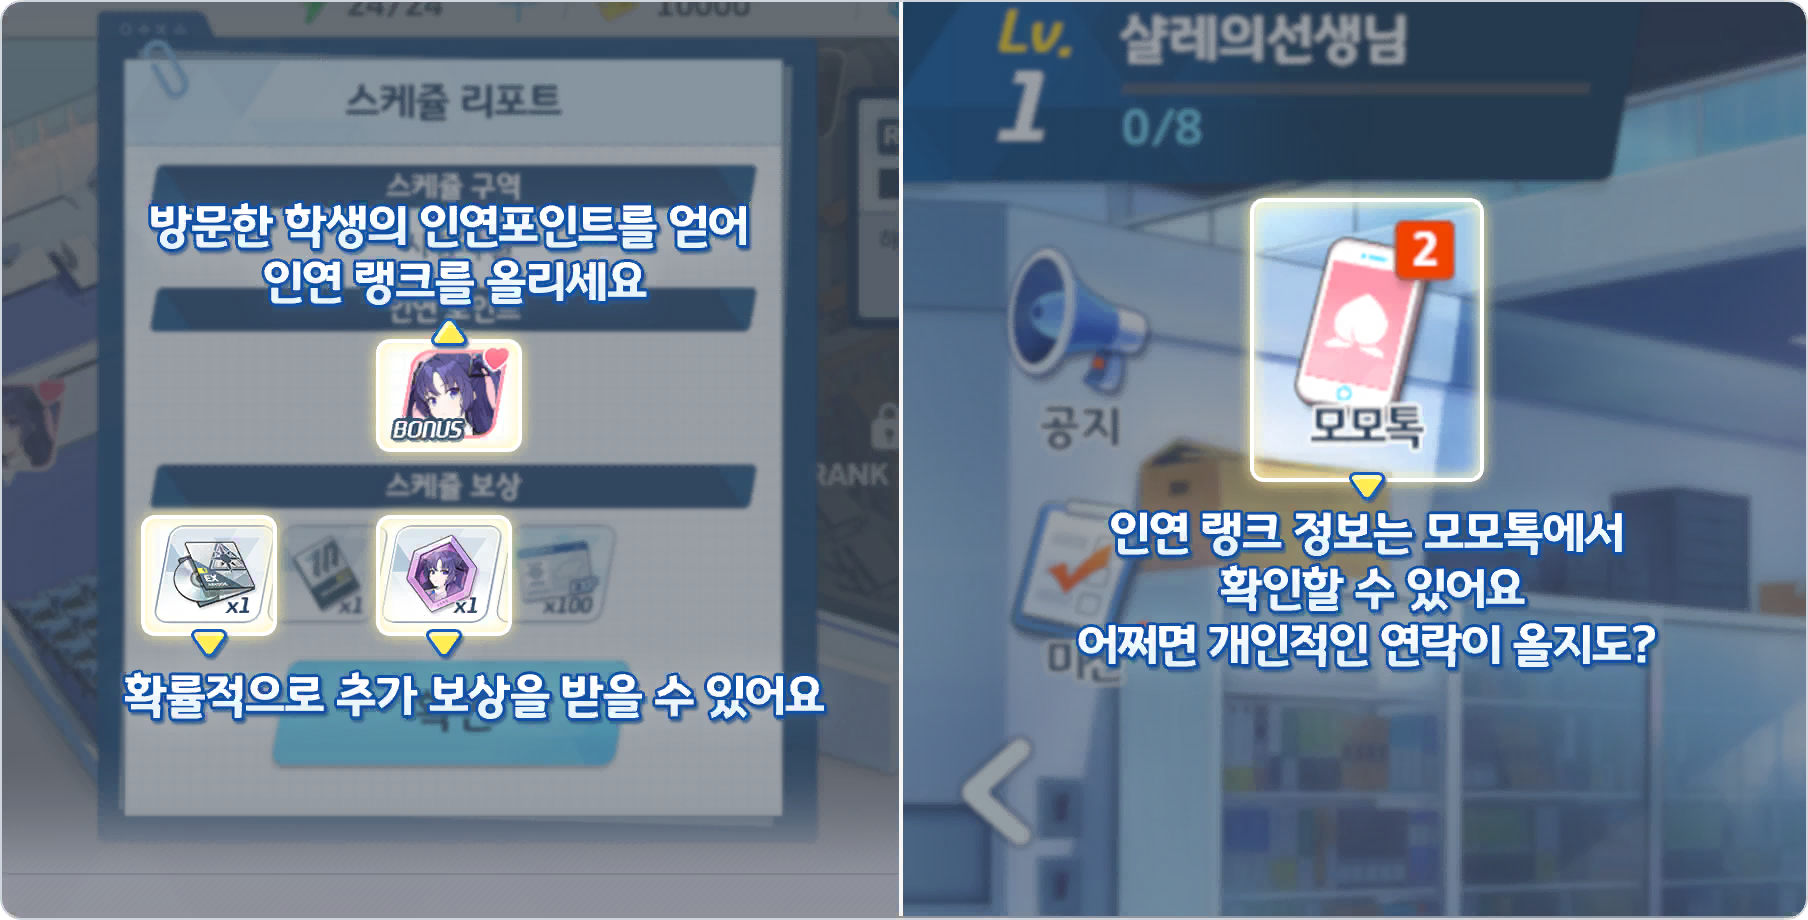 24/24
10000
스케쥴 리포트
스케쥴 구역
방문한 학생의 인연포인트를 얻어
인연 랭크를 올리세요
인연 포인트
BONUS
스케쥴 보상
EX
x1
x1
x1
x100
확률적으로 추가 보상을 받을 수 있어요
RANK
Lv.
1
샬레의선생님
0/8
2
모모톡
공지
인연 랭크 정보는 모모톡에서
확인할 수 있어요
어쩌면 개인적인 연락이 올지도?